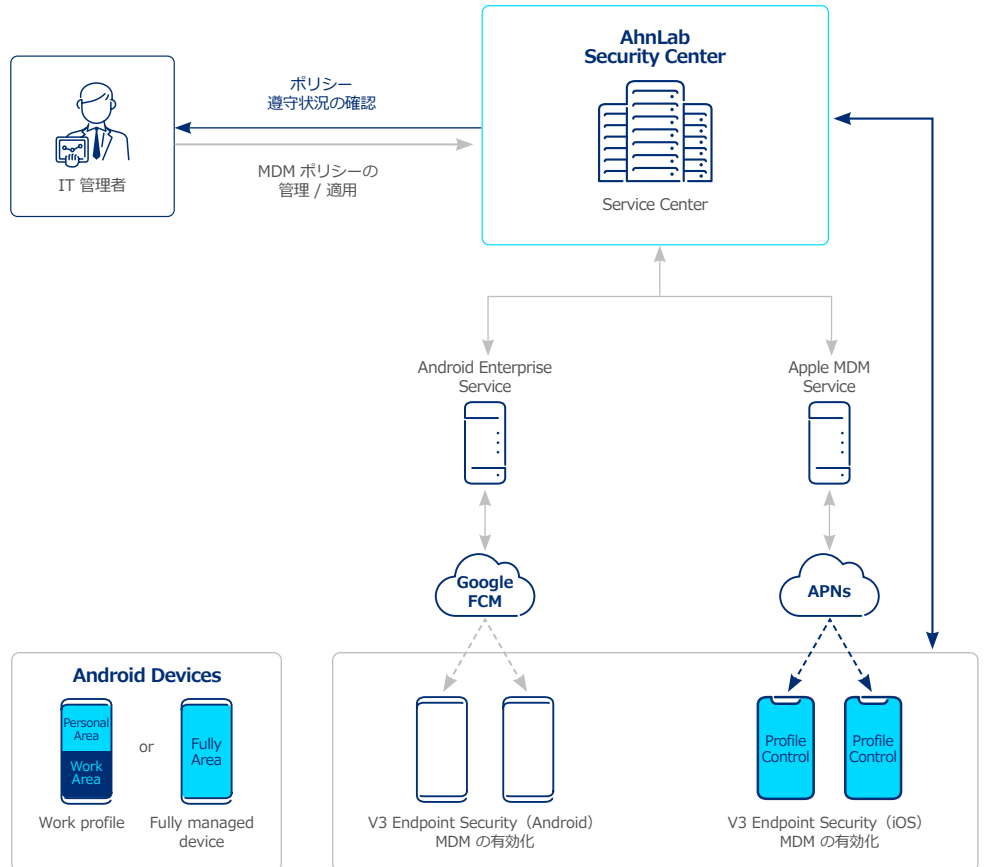 AhnLab
Security Center
Service Center
IT 管理者
ポリシー
遵守状況の確認
MDM ポリシーの
管理 / 適用
Android Enterprise
Service
Apple MDM
Service
Google
FCM
APNs
Android Devices
Personal
Area
Work
Area
or
Fully
Area
Work profile
Fully managed
device
Profile
Control
Profile
Control
V3 Endpoint Security（Android）
MDM の有効化
V3 Endpoint Security（iOS）
MDM の有効化